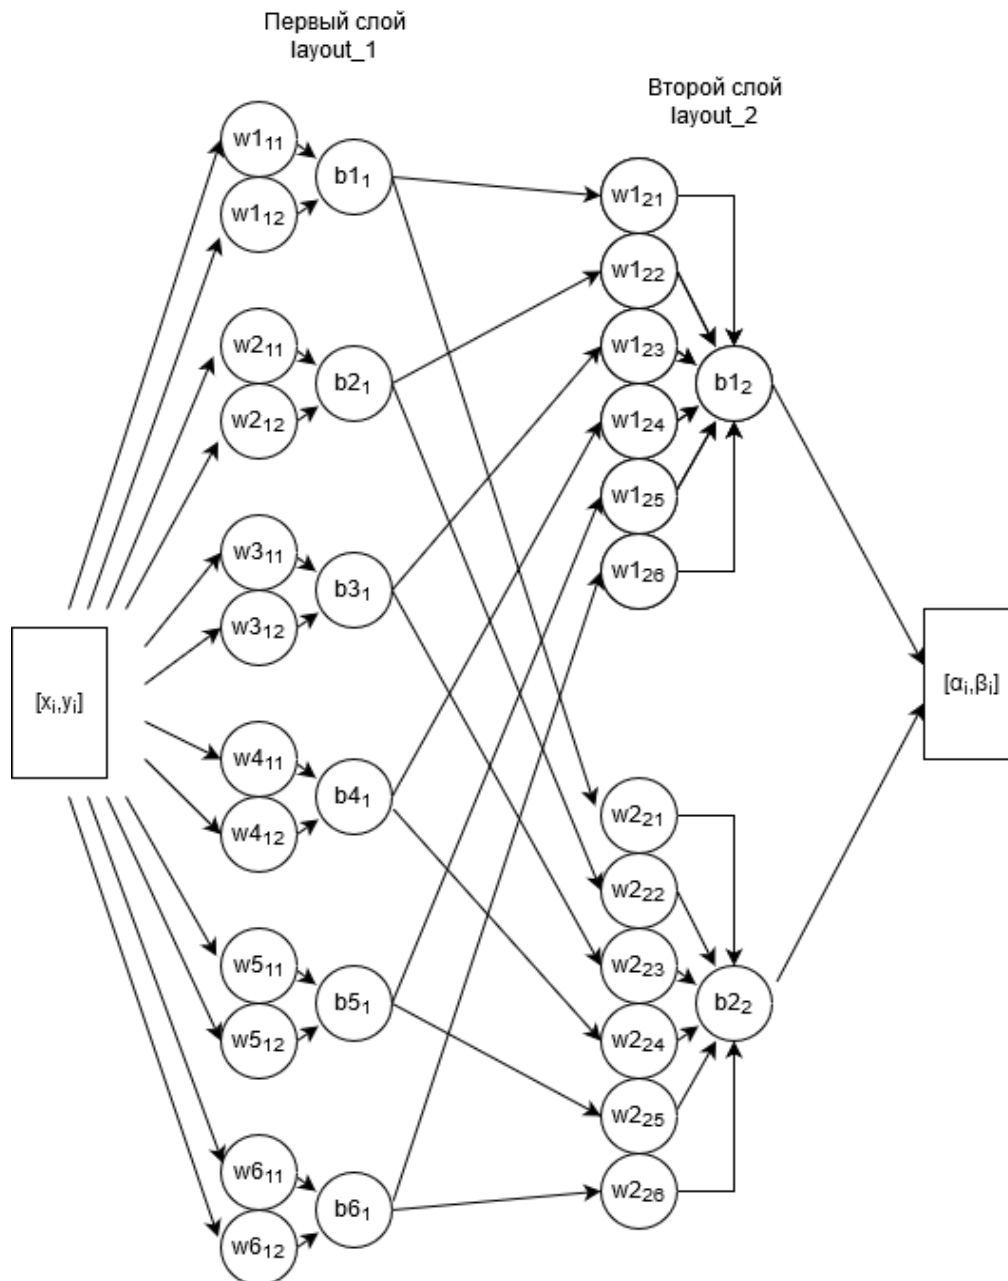 Первый слой
layout_1
Второй слой
layout_2
w1₁₁
w1₁₂
b1₁
w2₁₁
w2₁₂
b2₁
w3₁₁
w3₁₂
b3₁
w4₁₁
w4₁₂
b4₁
w5₁₁
w5₁₂
b5₁
w6₁₁
w6₁₂
b6₁
[xᵢ,yᵢ]
w1₂₁
w1₂₂
w1₂₃
w1₂₄
w1₂₅
w1₂₆
b1₂
w2₂₁
w2₂₂
w2₂₃
w2₂₄
w2₂₅
w2₂₆
b2₂
[αᵢ,βᵢ]